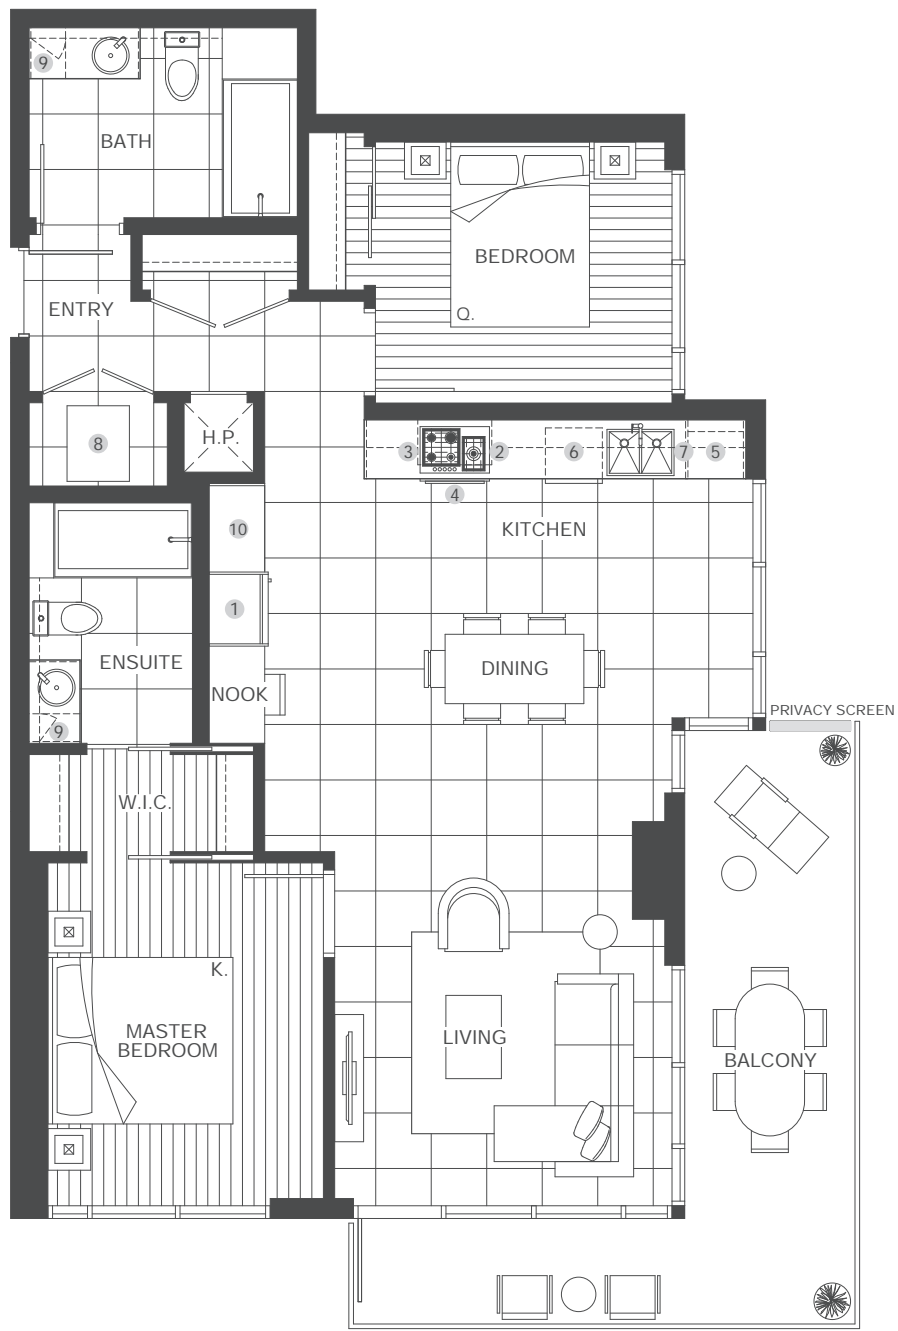 9
BATH
BEDROOM
Q.
ENTRY
8
H.P.
3
2
6
7
5
4
KITCHEN
10
1
ENSUITE
DINING
NOOK
9
PRIVACY SCREEN
W.I.C.
K.
MASTER
BEDROOM
LIVING
BALCONY